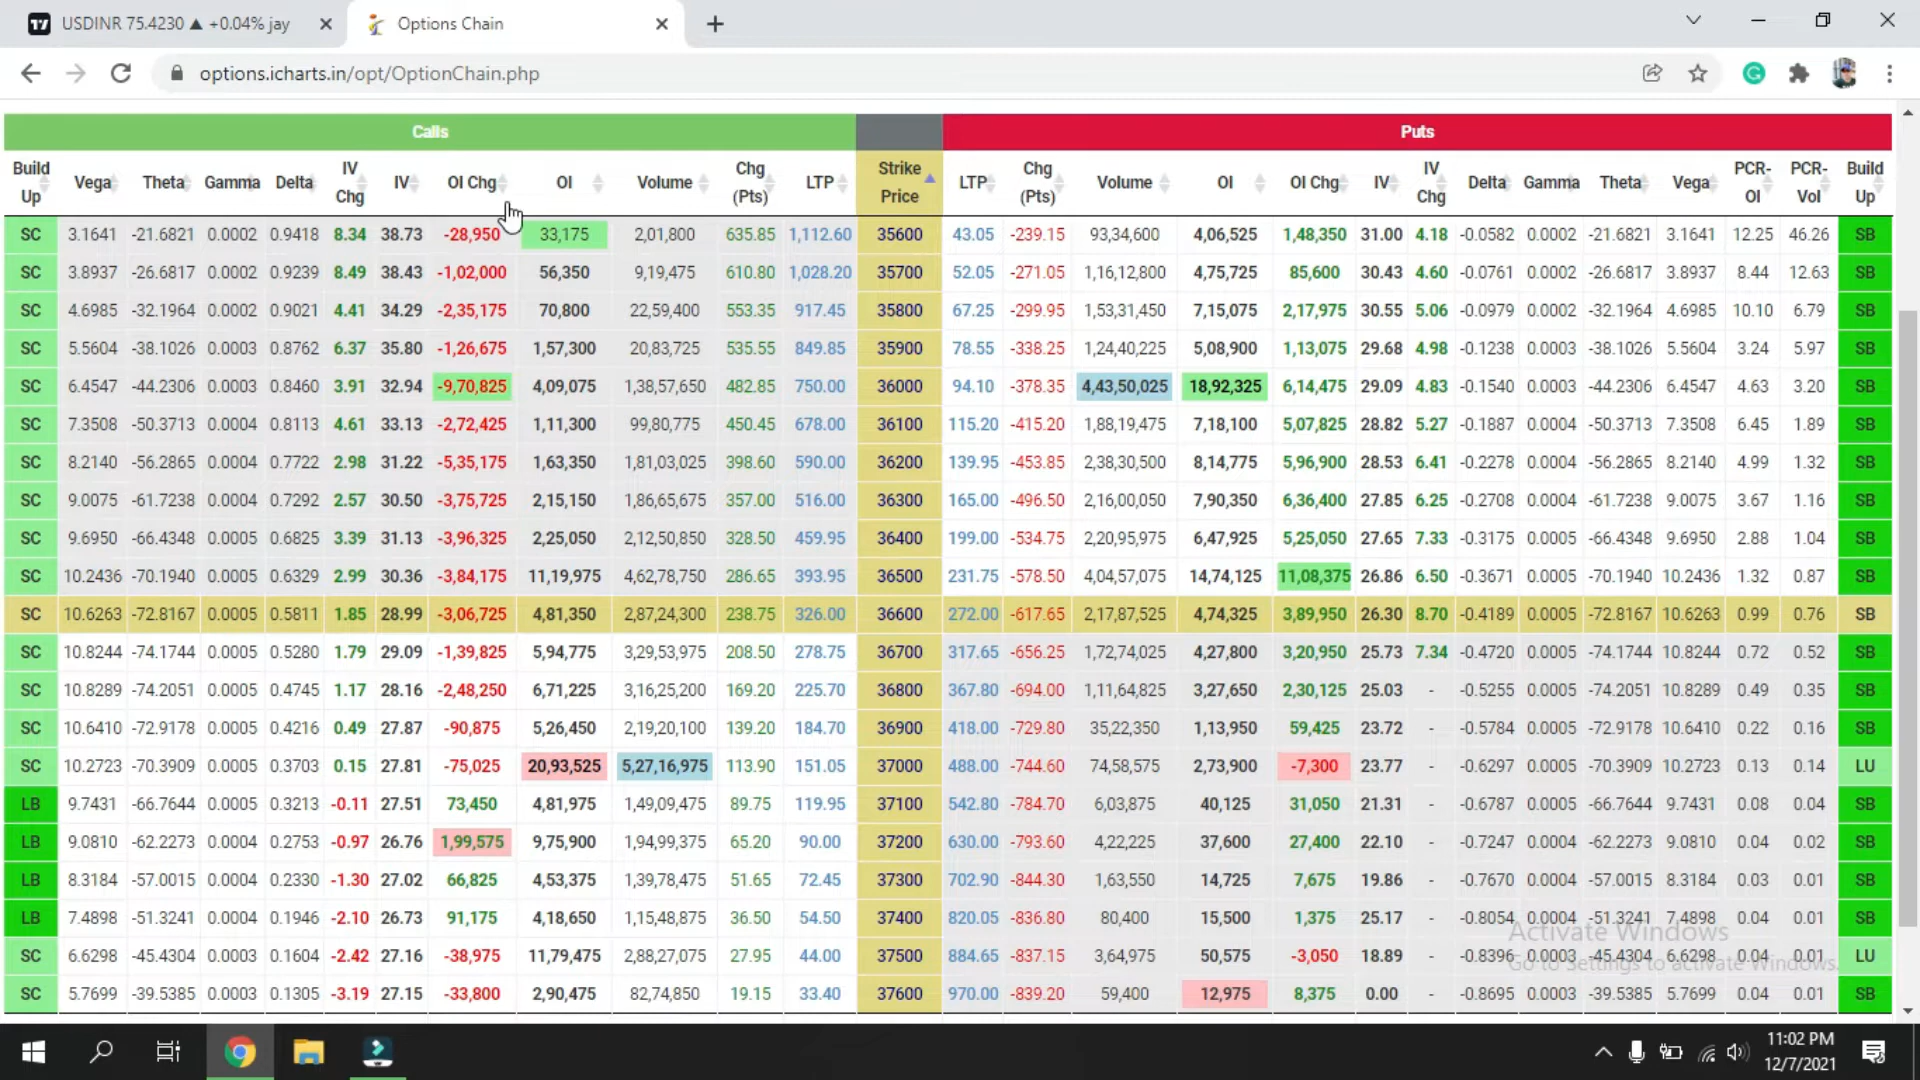 USDINR 75.4230 ▲ +0.04% jay
Options Chain
options.icharts.in/opt/OptionChain.php
Calls Puts
Build Up Vega Theta Gamma Delta IV Chg IV OI Chg OI Volume Chg (Pts) LTP Strike Price LTP Chg (Pts) Volume OI OI Chg IV IV Chg Delta Gamma Theta Vega PCR-OI PCR-Vol Build Up
SC 3.1641 -21.6821 0.0002 0.9418 8.34 38.73 -28,950 33,175 2,01,800 635.85 1,112.60 35600 43.05 -239.15 93,34,600 4,06,525 1,48,350 31.00 4.18 -0.0582 0.0002 -21.6821 3.1641 12.25 46.26 SB
SC 3.8937 -26.6817 0.0002 0.9239 8.49 38.43 -1,02,000 56,350 9,19,475 610.80 1,028.20 35700 52.05 -271.05 1,16,12,800 4,75,725 85,600 30.43 4.60 -0.0761 0.0002 -26.6817 3.8937 8.44 12.63 SB
SC 4.6985 -32.1964 0.0002 0.9021 4.41 34.29 -2,35,175 70,800 22,59,400 553.35 917.45 35800 67.25 -299.95 1,53,31,450 7,15,075 2,17,975 30.55 5.06 -0.0979 0.0002 -32.1964 4.6985 10.10 6.79 SB
SC 5.5604 -38.1026 0.0003 0.8762 6.37 35.80 -1,26,675 1,57,300 20,83,725 535.55 849.85 35900 78.55 -338.25 1,24,40,225 5,08,900 1,13,075 29.68 4.98 -0.1238 0.0003 -38.1026 5.5604 3.24 5.97 SB
SC 6.4547 -44.2306 0.0003 0.8460 3.91 32.94 -9,70,825 4,09,075 1,38,57,650 482.85 750.00 36000 94.10 -378.35 4,43,50,025 18,92,325 6,14,475 29.09 4.83 -0.1540 0.0003 -44.2306 6.4547 4.63 3.20 SB
SC 7.3508 -50.3713 0.0004 0.8113 4.61 33.13 -2,72,425 1,11,300 99,80,775 450.45 678.00 36100 115.20 -415.20 1,88,19,475 7,18,100 5,07,825 28.82 5.27 -0.1887 0.0004 -50.3713 7.3508 6.45 1.89 SB
SC 8.2140 -56.2865 0.0004 0.7722 2.98 31.22 -5,35,175 1,63,350 1,81,03,025 398.60 590.00 36200 139.95 -453.85 2,38,30,500 8,14,775 5,96,900 28.53 6.41 -0.2278 0.0004 -56.2865 8.2140 4.99 1.32 SB
SC 9.0075 -61.7238 0.0004 0.7292 2.57 30.50 -3,75,725 2,15,150 1,86,65,675 357.00 516.00 36300 165.00 -496.50 2,16,00,050 7,90,350 6,36,400 27.85 6.25 -0.2708 0.0004 -61.7238 9.0075 3.67 1.16 SB
SC 9.6950 -66.4348 0.0005 0.6825 3.39 31.13 -3,96,325 2,25,050 2,12,50,850 328.50 459.95 36400 199.00 -534.75 2,20,95,975 6,47,925 5,25,050 27.65 7.33 -0.3175 0.0005 -66.4348 9.6950 2.88 1.04 SB
SC 10.2436 -70.1940 0.0005 0.6329 2.99 30.36 -3,84,175 11,19,975 4,62,78,750 286.65 393.95 36500 231.75 -578.50 4,04,57,075 14,74,125 11,08,375 26.86 6.50 -0.3671 0.0005 -70.1940 10.2436 1.32 0.87 SB
SC 10.6263 -72.8167 0.0005 0.5811 1.85 28.99 -3,06,725 4,81,350 2,87,24,300 238.75 326.00 36600 272.00 -617.65 2,17,87,525 4,74,325 3,89,950 26.30 8.70 -0.4189 0.0005 -72.8167 10.6263 0.99 0.76 SB
SC 10.8244 -74.1744 0.0005 0.5280 1.79 29.09 -1,39,825 5,94,775 3,29,53,975 208.50 278.75 36700 317.65 -656.25 1,72,74,025 4,27,800 3,20,950 25.73 7.34 -0.4720 0.0005 -74.1744 10.8244 0.72 0.52 SB
SC 10.8289 -74.2051 0.0005 0.4745 1.17 28.16 -2,48,250 6,71,225 3,16,25,200 169.20 225.70 36800 367.80 -694.00 1,11,64,825 3,27,650 2,30,125 25.03 - -0.5255 0.0005 -74.2051 10.8289 0.49 0.35 SB
SC 10.6410 -72.9178 0.0005 0.4216 0.49 27.87 -90,875 5,26,450 2,19,20,100 139.20 184.70 36900 418.00 -729.80 35,22,350 1,13,950 59,425 23.72 - -0.5784 0.0005 -72.9178 10.6410 0.22 0.16 SB
SC 10.2723 -70.3909 0.0005 0.3703 0.15 27.81 -75,025 20,93,525 5,27,16,975 113.90 151.05 37000 488.00 -744.60 74,58,575 2,73,900 -7,300 23.77 - -0.6297 0.0005 -70.3909 10.2723 0.13 0.14 LU
LB 9.7431 -66.7644 0.0005 0.3213 -0.11 27.51 73,450 4,81,975 1,49,09,475 89.75 119.95 37100 542.80 -784.70 6,03,875 40,125 31,050 21.31 - -0.6787 0.0005 -66.7644 9.7431 0.08 0.04 SB
LB 9.0810 -62.2273 0.0004 0.2753 -0.97 26.76 1,99,575 9,75,900 1,94,99,375 65.20 90.00 37200 630.00 -793.60 4,22,225 37,600 27,400 22.10 - -0.7247 0.0004 -62.2273 9.0810 0.04 0.02 SB
LB 8.3184 -57.0015 0.0004 0.2330 -1.30 27.02 66,825 4,53,375 1,39,78,475 51.65 72.45 37300 702.90 -844.30 1,63,550 14,725 7,675 19.86 - -0.7670 0.0004 -57.0015 8.3184 0.03 0.01 SB
LB 7.4898 -51.3241 0.0004 0.1946 -2.10 26.73 91,175 4,18,650 1,15,48,875 36.50 54.50 37400 820.05 -836.80 80,400 15,500 1,375 25.17 - -0.8054 0.0004 -51.3241 7.4898 0.04 0.01 SB
Activate Windows
SC 6.6298 -45.4304 0.0003 0.1604 -2.42 27.16 -38,975 11,79,475 2,88,27,075 27.95 44.00 37500 884.65 -837.15 3,64,975 50,575 -3,050 18.89 - -0.8396 0.0003 -45.4304 6.6298 0.04 0.01 LU
Go to Settings to activate Windows.
SC 5.7699 -39.5385 0.0003 0.1305 -3.19 27.15 -33,800 2,90,475 82,74,850 19.15 33.40 37600 970.00 -839.20 59,400 12,975 8,375 0.00 - -0.8695 0.0003 -39.5385 5.7699 0.04 0.01 SB
11:02 PM
12/7/2021